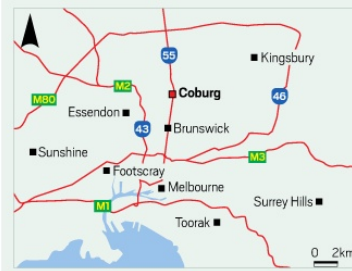 55
Kingsbury
M2
M80
Coburg
46
Essendon
43
Brunswick
Sunshine
M3
Footscray
Melbourne
M1
Surrey Hills
Toorak
0 2km